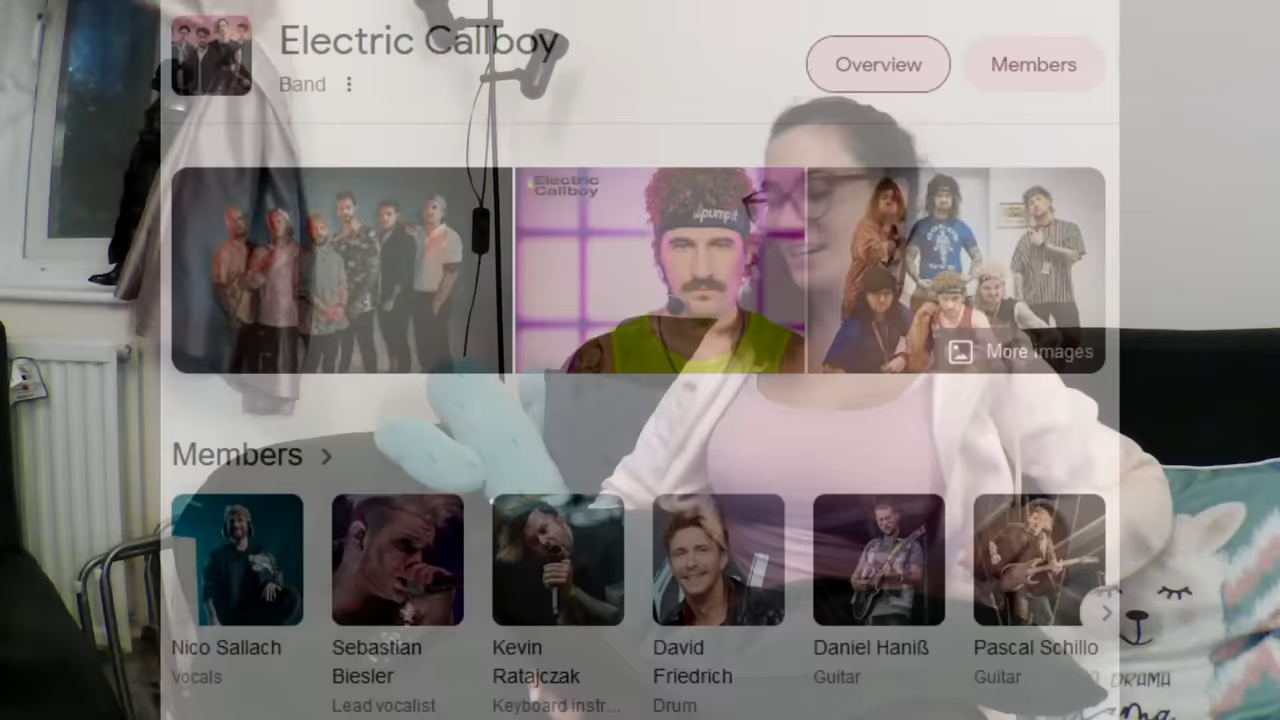 Electric Callboy
Band
Overview
Members
Electric
Callboy
pump it
More images
Members
Nico Sallach
Vocals
Sebastian
Biesler
Lead vocalist
Kevin
Ratajczak
Keyboard instr...
David
Friedrich
Drum
Daniel Haniß
Guitar
Pascal Schillo
Guitar
DRAMA